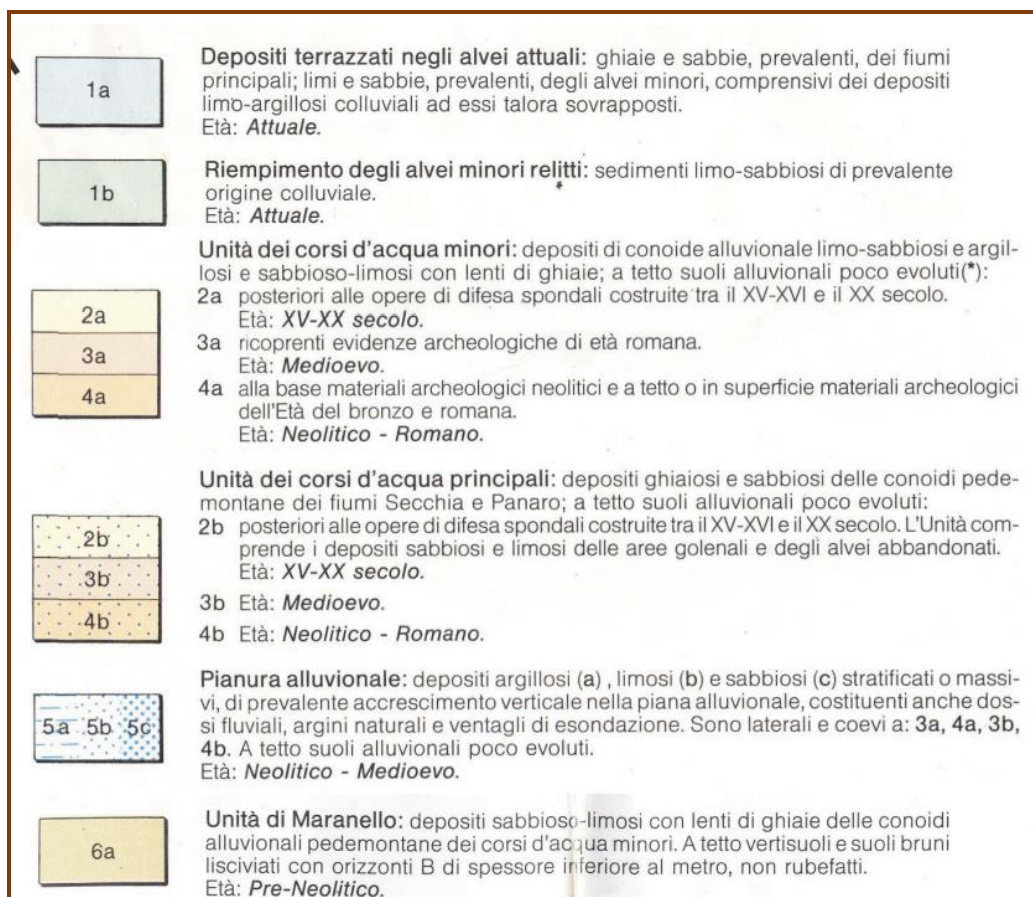 1a
Depositi terrazzati negli alvei attuali: ghiaie e sabbie, prevalenti, dei fiumi
principali; limi e sabbie, prevalenti, degli alvei minori, comprensivi dei depositi
limo-argillosi colluviali ad essi talora sovrapposti.
Età: Attuale.
1b
Riempimento degli alvei minori relitti: sedimenti limo-sabbiosi di prevalente
origine colluviale.
Età: Attuale.
Unità dei corsi d'acqua minori: depositi di conoide alluvionale limo-sabbiosi e argil-
losi e sabbioso-limosi con lenti di ghiaie; a tetto suoli alluvionali poco evoluti(*):
2a
2a posteriori alle opere di difesa spondali costruite tra il XV-XVI e il XX secolo.
Età: XV-XX secolo.
3a
3a ricoprenti evidenze archeologiche di età romana.
Età: Medioevo.
4a
4a alla base materiali archeologici neolitici e a tetto o in superficie materiali archeologici
dell'Età del bronzo e romana.
Età: Neolitico - Romano.
Unità dei corsi d'acqua principali: depositi ghiaiosi e sabbiosi delle conoidi pede-
montane dei fiumi Secchia e Panaro; a tetto suoli alluvionali poco evoluti:
2b
2b posteriori alle opere di difesa spondali costruite tra il XV-XVI e il XX secolo. L'Unità com-
prende i depositi sabbiosi e limosi delle aree golenali e degli alvei abbandonati.
Età: XV-XX secolo.
3b
3b Età: Medioevo.
4b
4b Età: Neolitico - Romano.
5a 5b 5c
Pianura alluvionale: depositi argillosi (a) , limosi (b) e sabbiosi (c) stratificati o massi-
vi, di prevalente accrescimento verticale nella piana alluvionale, costituenti anche dos-
si fluviali, argini naturali e ventagli di esondazione. Sono laterali e coevi a: 3a, 4a, 3b,
4b. A tetto suoli alluvionali poco evoluti.
Età: Neolitico - Medioevo.
6a
Unità di Maranello: depositi sabbioso-limosi con lenti di ghiaie delle conoidi
alluvionali pedemontane dei corsi d'acqua minori. A tetto vertisuoli e suoli bruni
lisciviati con orizzonti B di spessore inferiore al metro, non rubefatti.
Età: Pre-Neolitico.